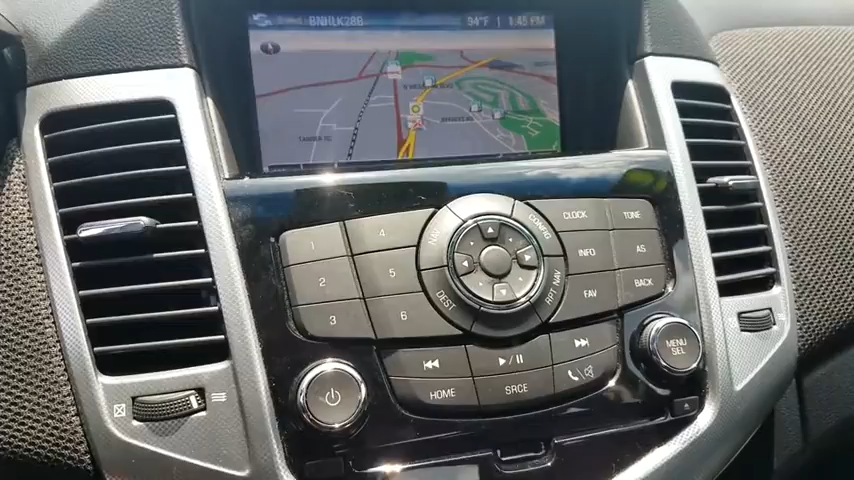 94°F 1:45 PM
1 4
2 5
3 6
NAV CONFIG
DEST RPT NAV
CLOCK TONE
INFO AS
FAV BACK
MENU
SEL
HOME SRCE